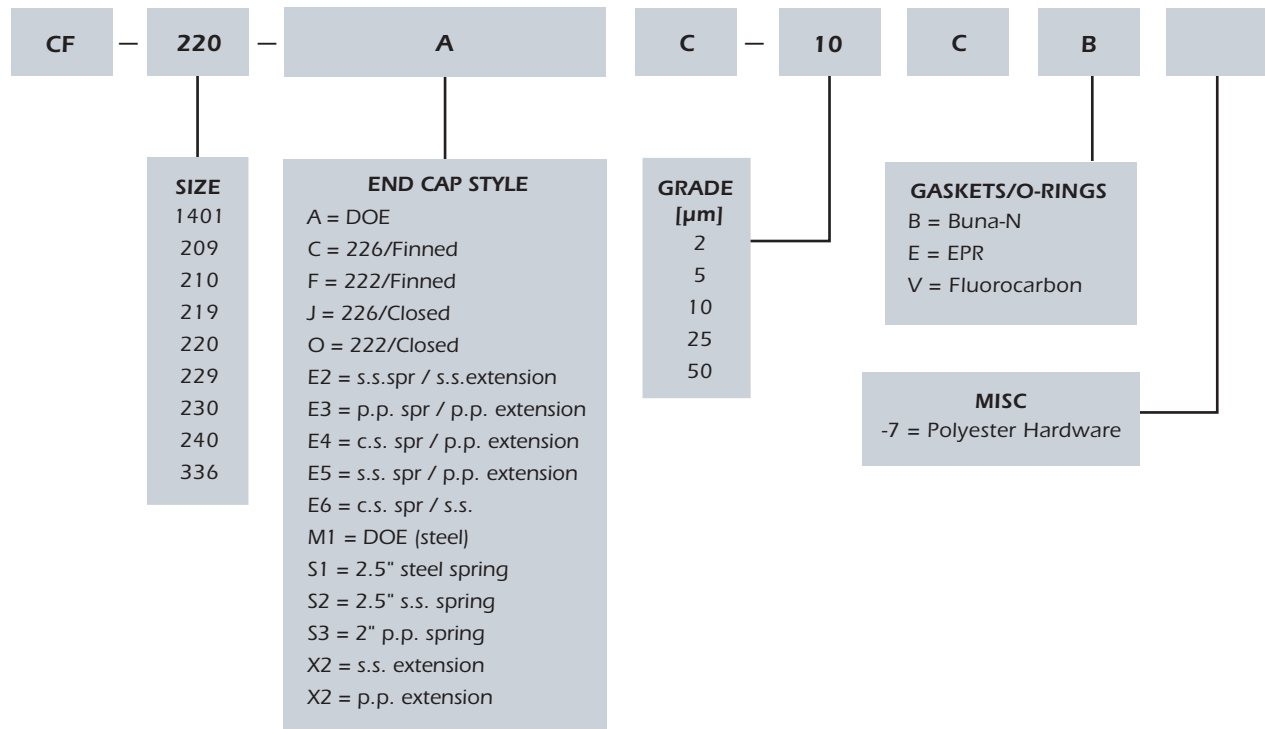 CF – 220 – A C – 10 C B
SIZE
1401
209
210
219
220
229
230
240
336
END CAP STYLE
A = DOE
C = 226/Finned
F = 222/Finned
J = 226/Closed
O = 222/Closed
E2 = s.s.spr / s.s.extension
E3 = p.p. spr / p.p. extension
E4 = c.s. spr / p.p. extension
E5 = s.s. spr / p.p. extension
E6 = c.s. spr / s.s.
M1 = DOE (steel)
S1 = 2.5" steel spring
S2 = 2.5" s.s. spring
S3 = 2" p.p. spring
X2 = s.s. extension
X2 = p.p. extension
GRADE
[µm]
2
5
10
25
50
GASKETS/O-RINGS
B = Buna-N
E = EPR
V = Fluorocarbon
MISC
-7 = Polyester Hardware